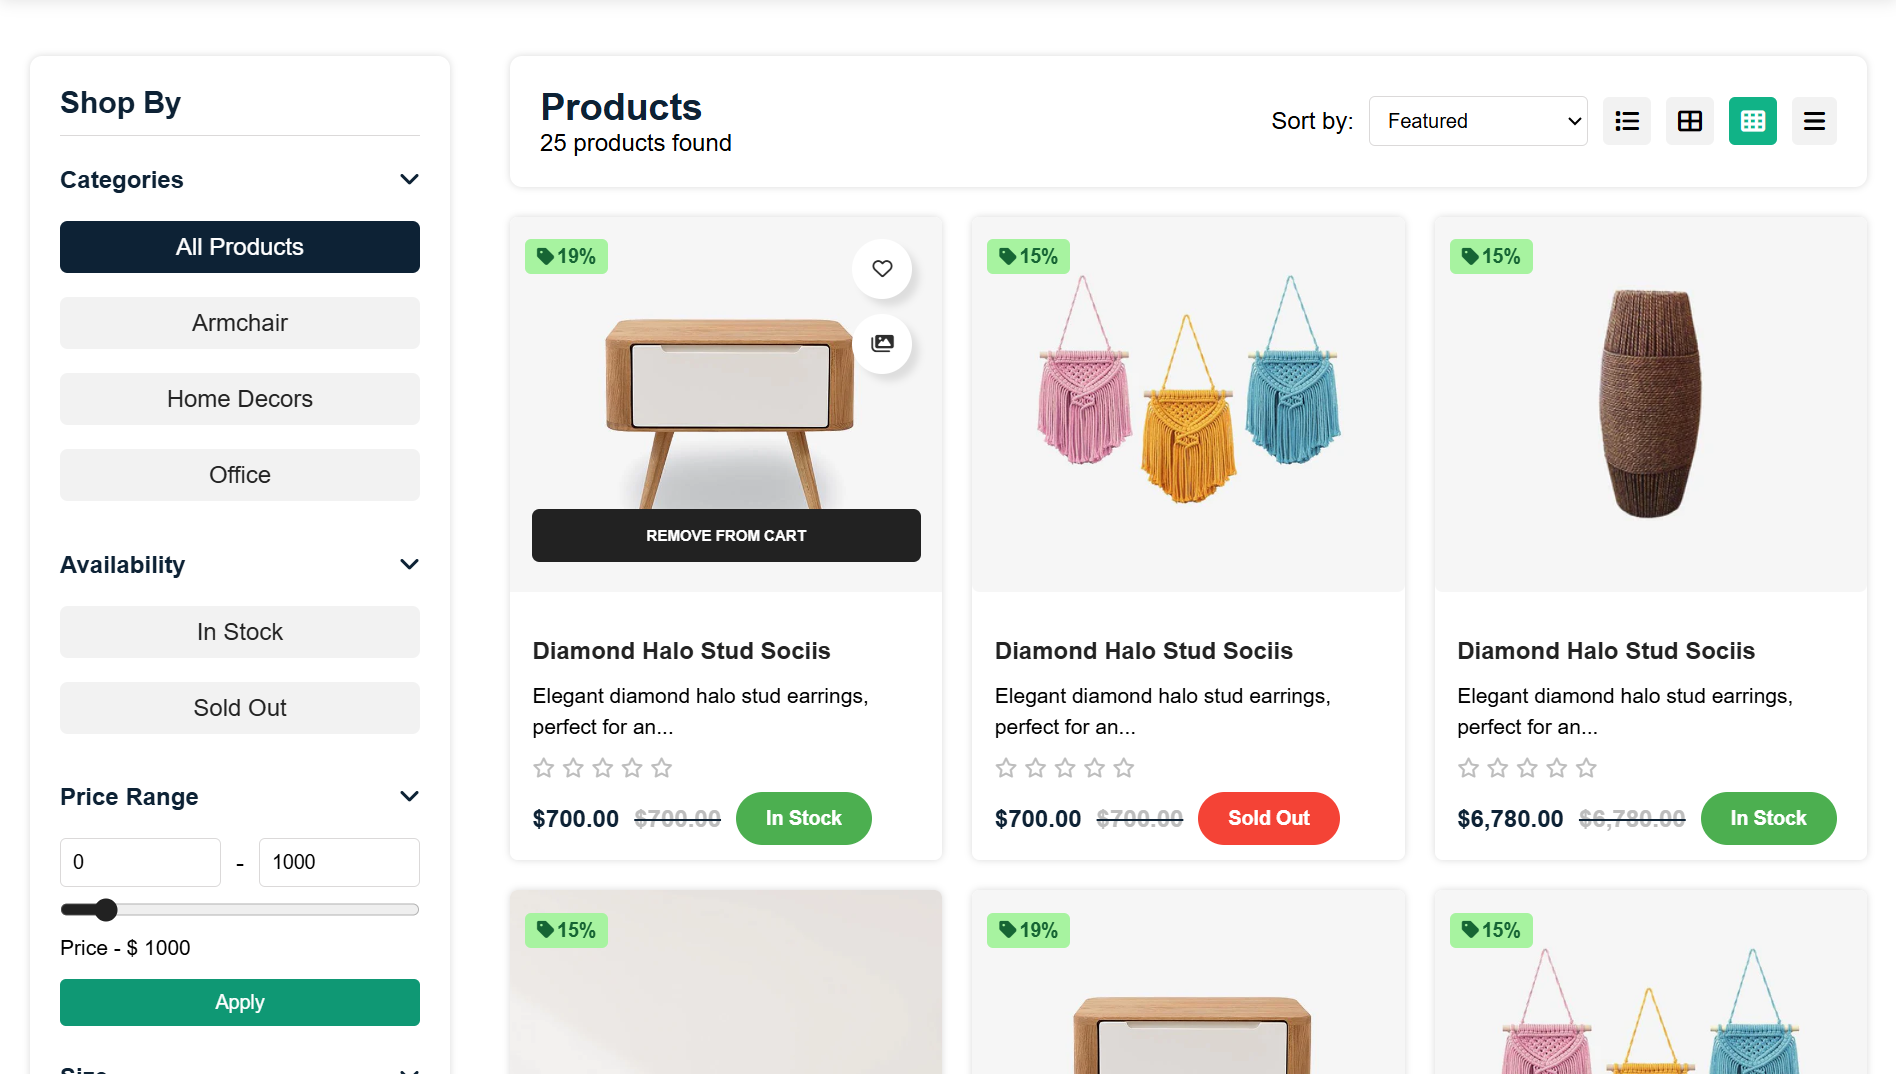 Shop By
Categories
All Products
Armchair
Home Decors
Office
Availability
In Stock
Sold Out
Price Range
0 - 1000
Price - $ 1000
Apply
Size
Products
25 products found
Sort by: Featured
19%
REMOVE FROM CART
Diamond Halo Stud Sociis
Elegant diamond halo stud earrings,
perfect for an...
$700.00 $700.00 In Stock
15%
Diamond Halo Stud Sociis
Elegant diamond halo stud earrings,
perfect for an...
$700.00 $700.00 Sold Out
15%
Diamond Halo Stud Sociis
Elegant diamond halo stud earrings,
perfect for an...
$6,780.00 $6,780.00 In Stock
15%
19%
15%